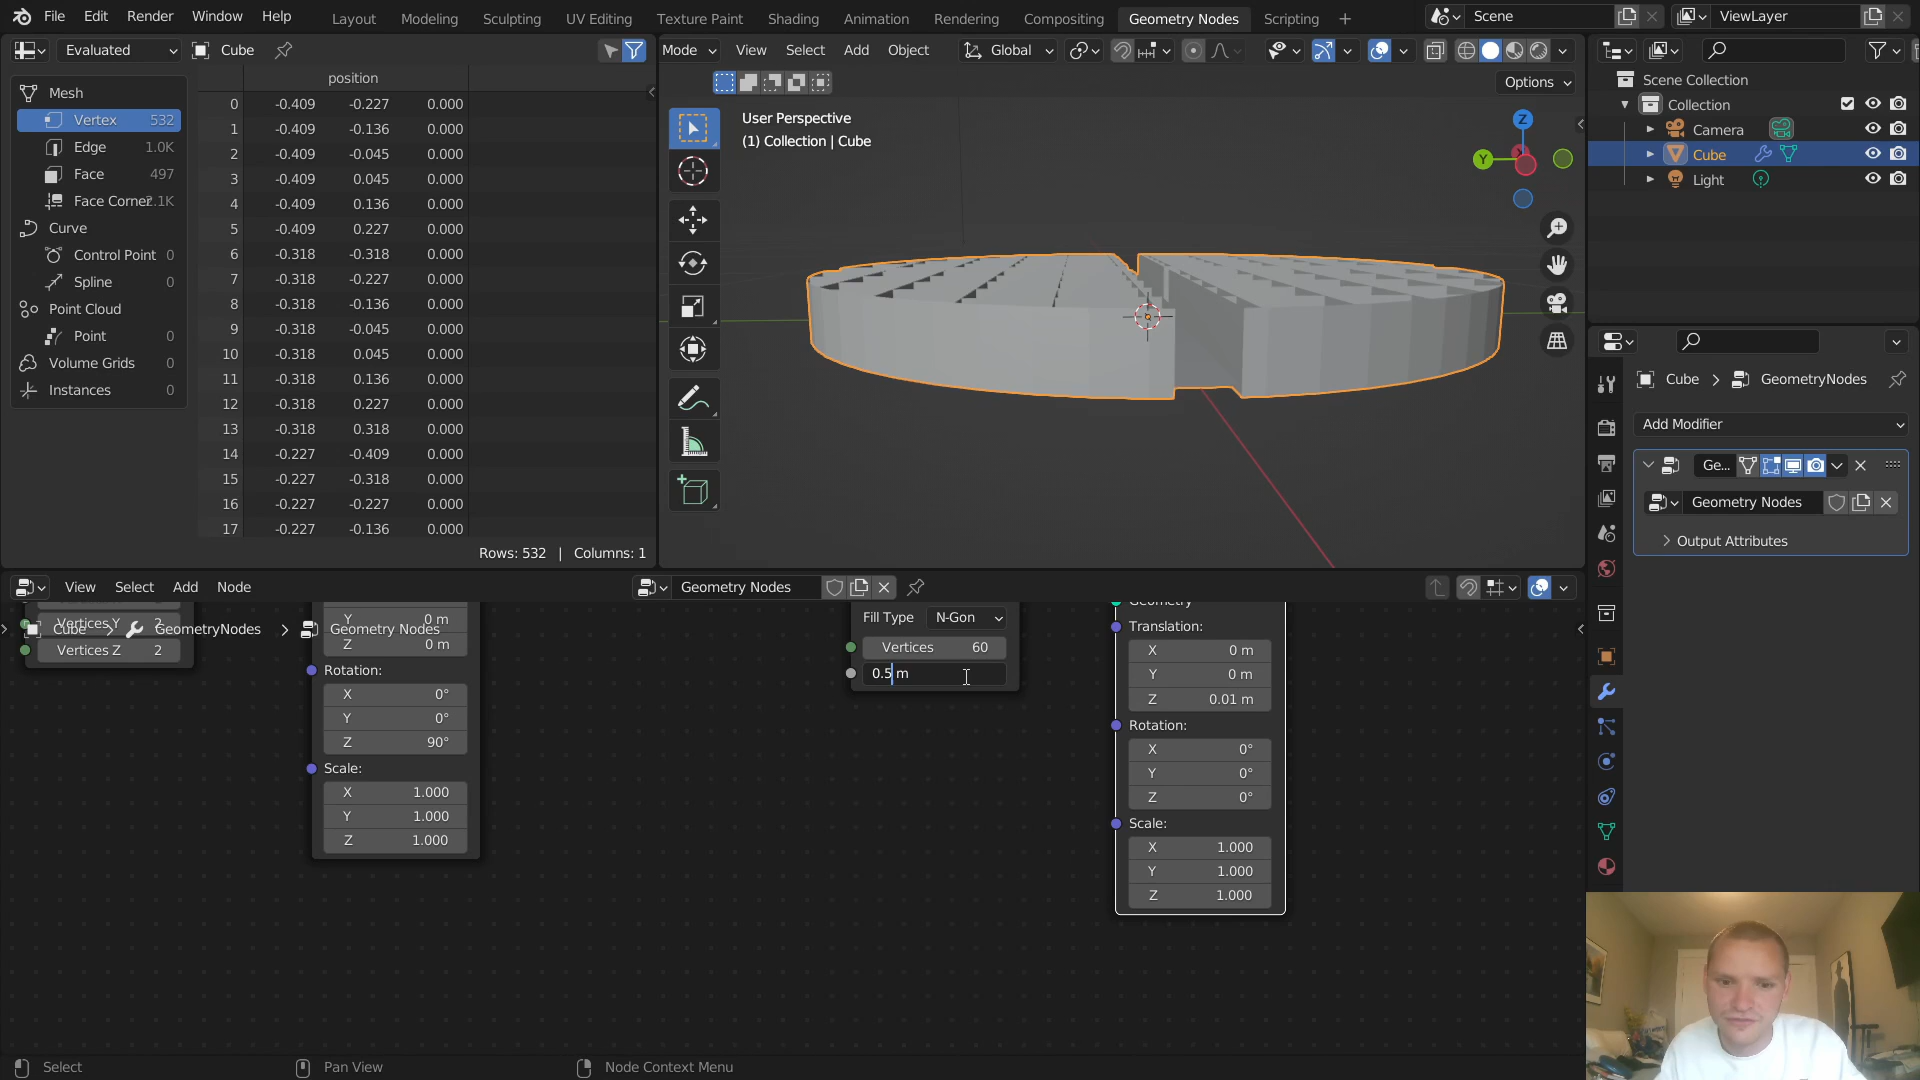 File Edit Render Window Help Layout Modeling Sculpting UV Editing Texture Paint Shading Animation Rendering Compositing Geometry Nodes Scripting Scene ViewLayer
Evaluated Cube
Mode View Select Add Object Global
Options
position
Mesh
Vertex 532
Edge 1.0K
Face 497
Face Corner 2.1K
Curve
Control Point 0
Spline 0
Point Cloud
Point 0
Volume Grids 0
Instances 0
0 -0.409 -0.227 0.000
1 -0.409 -0.136 0.000
2 -0.409 -0.045 0.000
3 -0.409 0.045 0.000
4 -0.409 0.136 0.000
5 -0.409 0.227 0.000
6 -0.318 -0.318 0.000
7 -0.318 -0.227 0.000
8 -0.318 -0.136 0.000
9 -0.318 -0.045 0.000
10 -0.318 0.045 0.000
11 -0.318 0.136 0.000
12 -0.318 0.227 0.000
13 -0.318 0.318 0.000
14 -0.227 -0.409 0.000
15 -0.227 -0.318 0.000
16 -0.227 -0.227 0.000
17 -0.227 -0.136 0.000
Rows: 532 | Columns: 1
User Perspective
(1) Collection | Cube
Z
Y
X
Scene Collection
Collection
Camera
Cube
Light
Cube > GeometryNodes
Add Modifier
Ge...
Geometry Nodes
Output Attributes
View Select Add Node
Geometry Nodes
Vertices Y 2
Cube > GeometryNodes > Geometry Nodes
Vertices Z 2
Y 0 m
Z 0 m
Rotation:
X 0°
Y 0°
Z 90°
Scale:
X 1.000
Y 1.000
Z 1.000
Fill Type N-Gon
Vertices 60
0.5 m
Geometry
Translation:
X 0 m
Y 0 m
Z 0.01 m
Rotation:
X 0°
Y 0°
Z 0°
Scale:
X 1.000
Y 1.000
Z 1.000
Select Pan View Node Context Menu